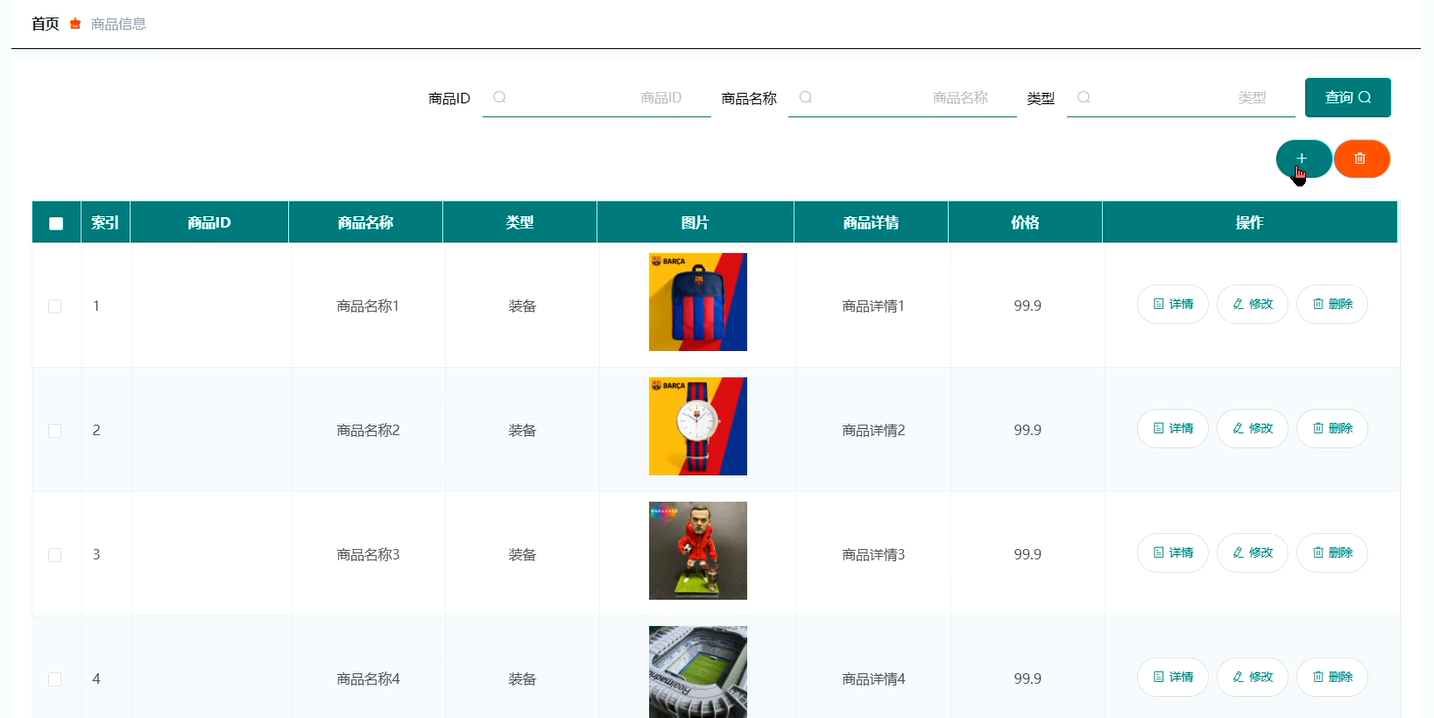 首页 商品信息
商品ID 商品ID 商品名称 商品名称 类型 类型 查询
索引 商品ID 商品名称 类型 图片 商品详情 价格 操作
BARÇA
1 商品名称1 装备 商品详情1 99.9 详情 修改 删除
BARÇA
2 商品名称2 装备 商品详情2 99.9 详情 修改 删除
3 商品名称3 装备 商品详情3 99.9 详情 修改 删除
4 商品名称4 装备 商品详情4 99.9 详情 修改 删除
Realmadrid